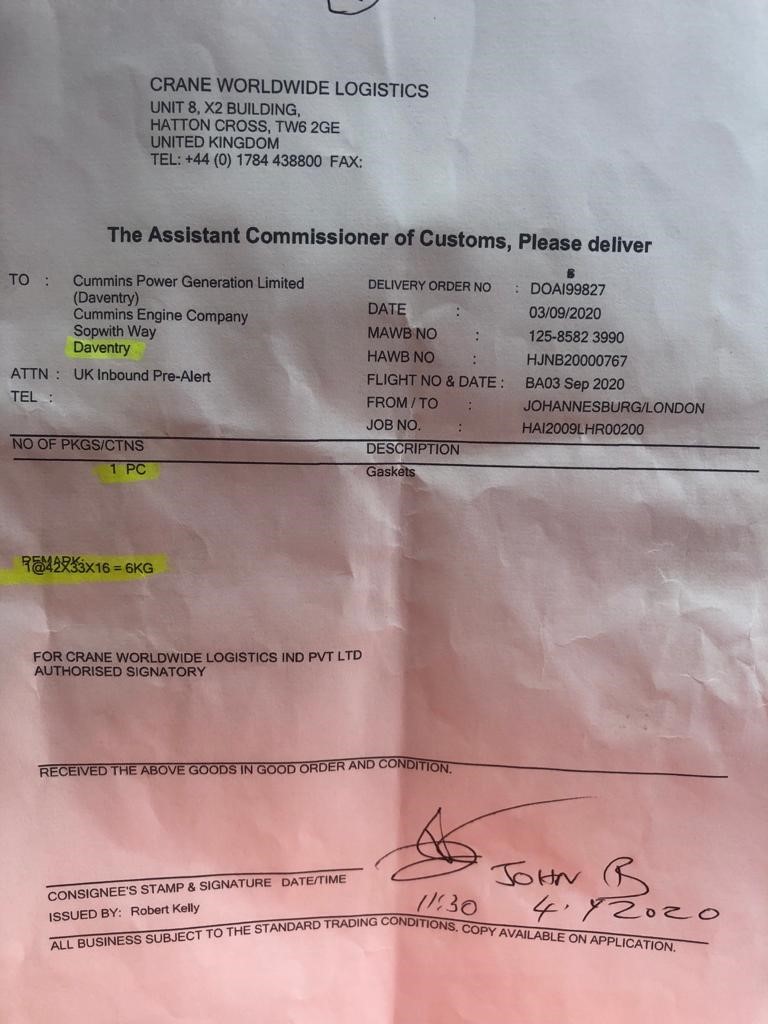 CRANE WORLDWIDE LOGISTICS
UNIT 8, X2 BUILDING,
HATTON CROSS, TW6 2GE
UNITED KINGDOM
TEL: +44 (0) 1784 438800 FAX:
The Assistant Commissioner of Customs, Please deliver
TO : Cummins Power Generation Limited
(Daventry)
Cummins Engine Company
Sopwith Way
Daventry
ATTN : UK Inbound Pre-Alert
TEL :
DELIVERY ORDER NO : DOAI99827
DATE : 03/09/2020
MAWB NO : 125-8582 3990
HAWB NO : HJNB20000767
FLIGHT NO & DATE : BA03 Sep 2020
FROM / TO : JOHANNESBURG/LONDON
JOB NO. : HAI2009LHR00200
NO OF PKGS/CTNS DESCRIPTION
1 PC Gaskets
REMARK:
1@42X33X16 = 6KG
FOR CRANE WORLDWIDE LOGISTICS IND PVT LTD
AUTHORISED SIGNATORY
RECEIVED THE ABOVE GOODS IN GOOD ORDER AND CONDITION.
JOHN B
CONSIGNEE'S STAMP & SIGNATURE DATE/TIME
11:30 4. 2020
ISSUED BY: Robert Kelly
ALL BUSINESS SUBJECT TO THE STANDARD TRADING CONDITIONS. COPY AVAILABLE ON APPLICATION.